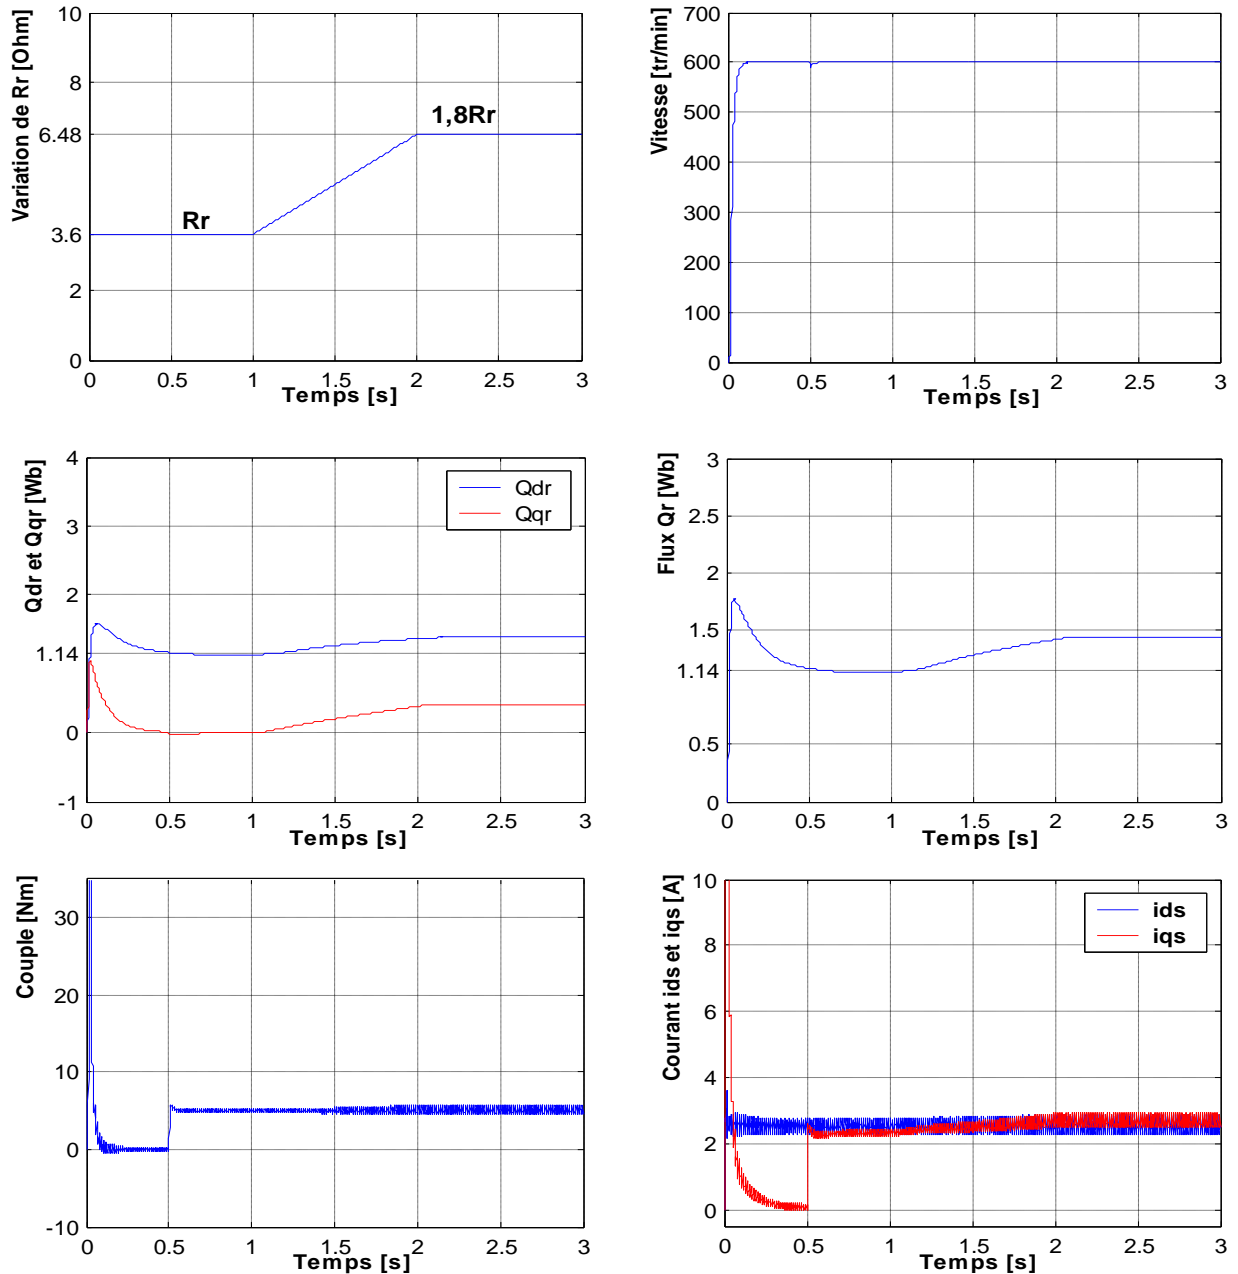 Variation de Rr [Ohm]
10
8
6.48
3.6
2
0
1,8Rr
Rr
0 0.5 1 1.5 2 2.5 3
Temps [s]
Vitesse [tr/min]
700
600
500
400
300
200
100
0
0 0.5 1 1.5 2 2.5 3
Temps [s]
Qdr et Qqr [Wb]
4
3
2
1.14
0
-1
Qdr
Qqr
0 0.5 1 1.5 2 2.5 3
Temps [s]
Flux Qr [Wb]
3
2.5
2
1.5
1.14
0.5
0
0 0.5 1 1.5 2 2.5 3
Temps [s]
Couple [Nm]
30
20
10
0
-10
0 0.5 1 1.5 2 2.5 3
Temps [s]
Courant ids et iqs [A]
10
8
6
4
2
0
ids
iqs
0 0.5 1 1.5 2 2.5 3
Temps [s]